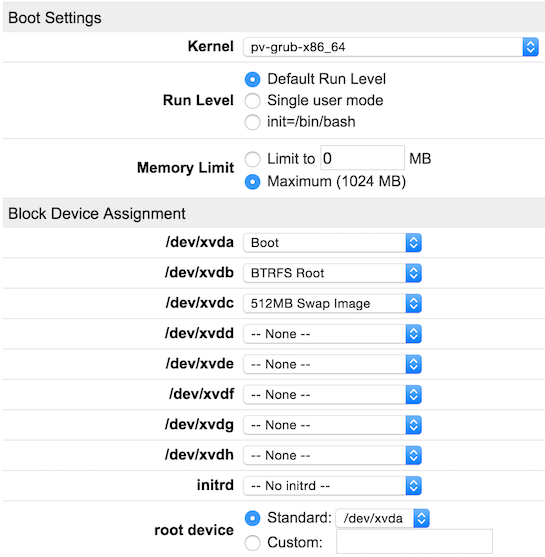 Boot Settings
Kernel pv-grub-x86_64
Default Run Level
Run Level Single user mode
init=/bin/bash
Limit to 0 MB
Memory Limit
Maximum (1024 MB)
Block Device Assignment
/dev/xvda Boot
/dev/xvdb BTRFS Root
/dev/xvdc 512MB Swap Image
/dev/xvdd -- None --
/dev/xvde -- None --
/dev/xvdf -- None --
/dev/xvdg -- None --
/dev/xvdh -- None --
initrd -- No initrd --
Standard: /dev/xvda
root device
Custom: